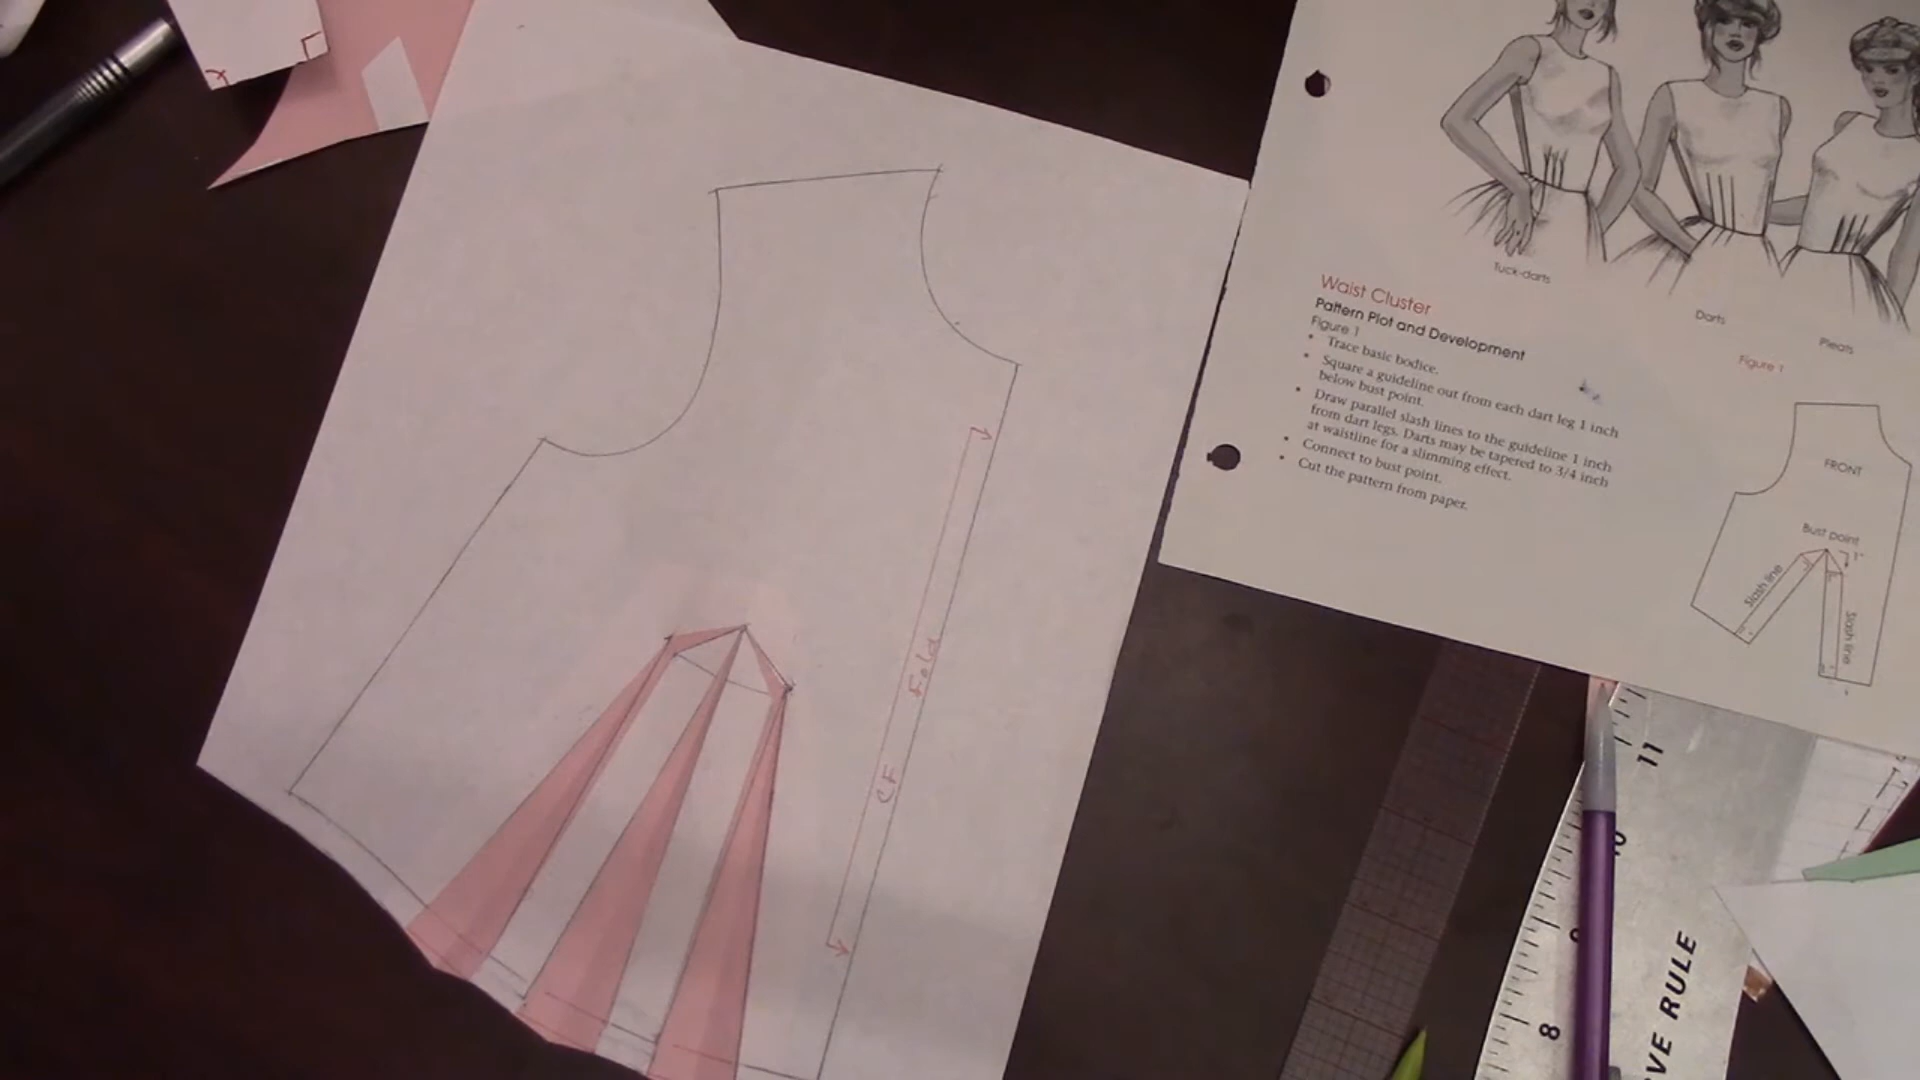 Tuck-darts
Darts
Pleats
Waist Cluster
Pattern Plot and Development
Figure 1
• Trace basic bodice.
• Square a guideline out from each dart leg 1 inch
below bust point.
• Draw parallel slash lines to the guideline 1 inch
from dart legs. Darts may be tapered to 3/4 inch
at waistline for a slimming effect.
• Connect to bust point.
• Cut the pattern from paper.
Figure 1
FRONT
Bust point
1"
Slash line
Slash line
Fold
CF
11
10
9
8
VE RULE